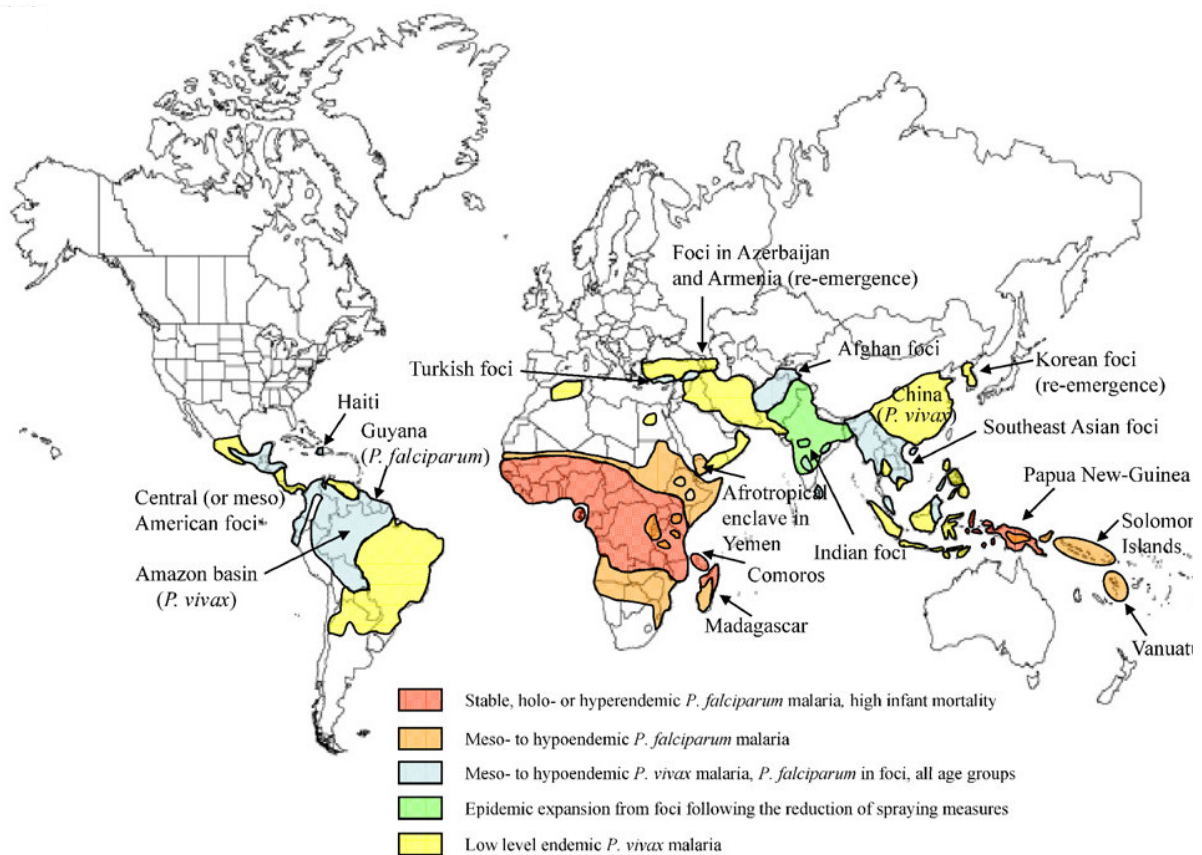 Foci in Azerbaijan
and Armenia (re-emergence)
Turkish foci
Afghan foci
Korean foci
(re-emergence)
China
(P. vivax)
Southeast Asian foci
Haiti
Guyana
(P. falciparum)
Central (or meso)
American foci
Amazon basin
(P. vivax)
Afrotropical
enclave in
Yemen
Indian foci
Comoros
Madagascar
Papua New-Guinea
Solomon
Islands
Vanuatu
Stable, holo- or hyperendemic P. falciparum malaria, high infant mortality
Meso- to hypoendemic P. falciparum malaria
Meso- to hypoendemic P. vivax malaria, P. falciparum in foci, all age groups
Epidemic expansion from foci following the reduction of spraying measures
Low level endemic P. vivax malaria